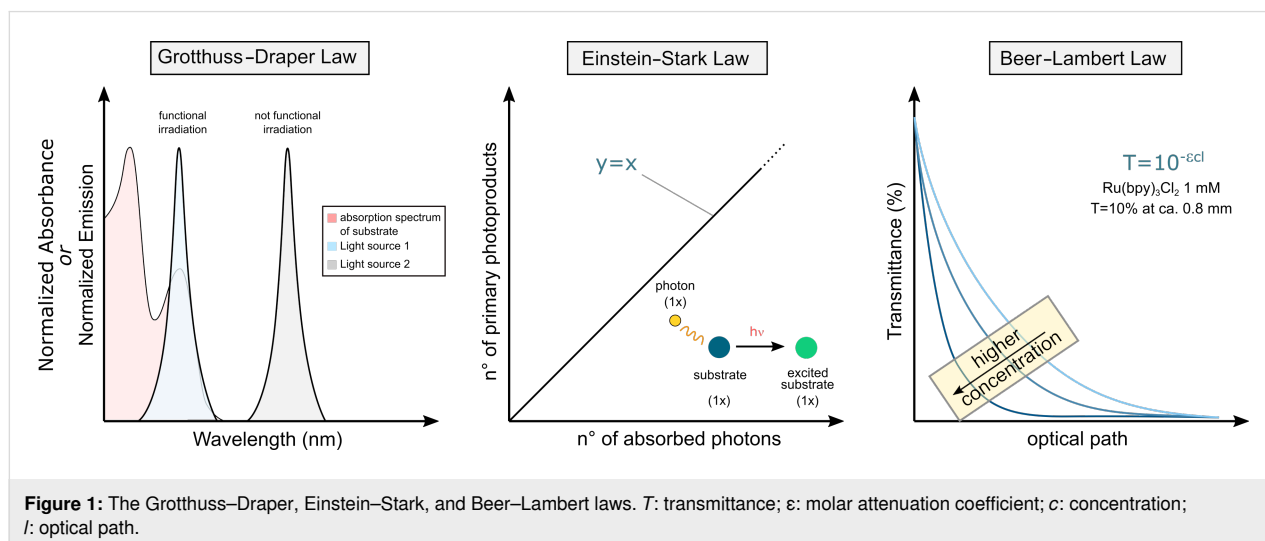 Grotthuss–Draper Law
Normalized Absorbance
or
Normalized Emission
functional
irradiation
not functional
irradiation
absorption spectrum
of substrate
Light source 1
Light source 2
Wavelength (nm)
Einstein–Stark Law
n° of primary photoproducts
y=x
photon
(1x)
hν
substrate
(1x)
excited
substrate
(1x)
n° of absorbed photons
Beer–Lambert Law
Transmittance (%)
T=10^-εcl
Ru(bpy)₃Cl₂ 1 mM
T=10% at ca. 0.8 mm
higher
concentration
optical path
Figure 1: The Grotthuss–Draper, Einstein–Stark, and Beer–Lambert laws. T: transmittance; ε: molar attenuation coefficient; c: concentration;
l: optical path.